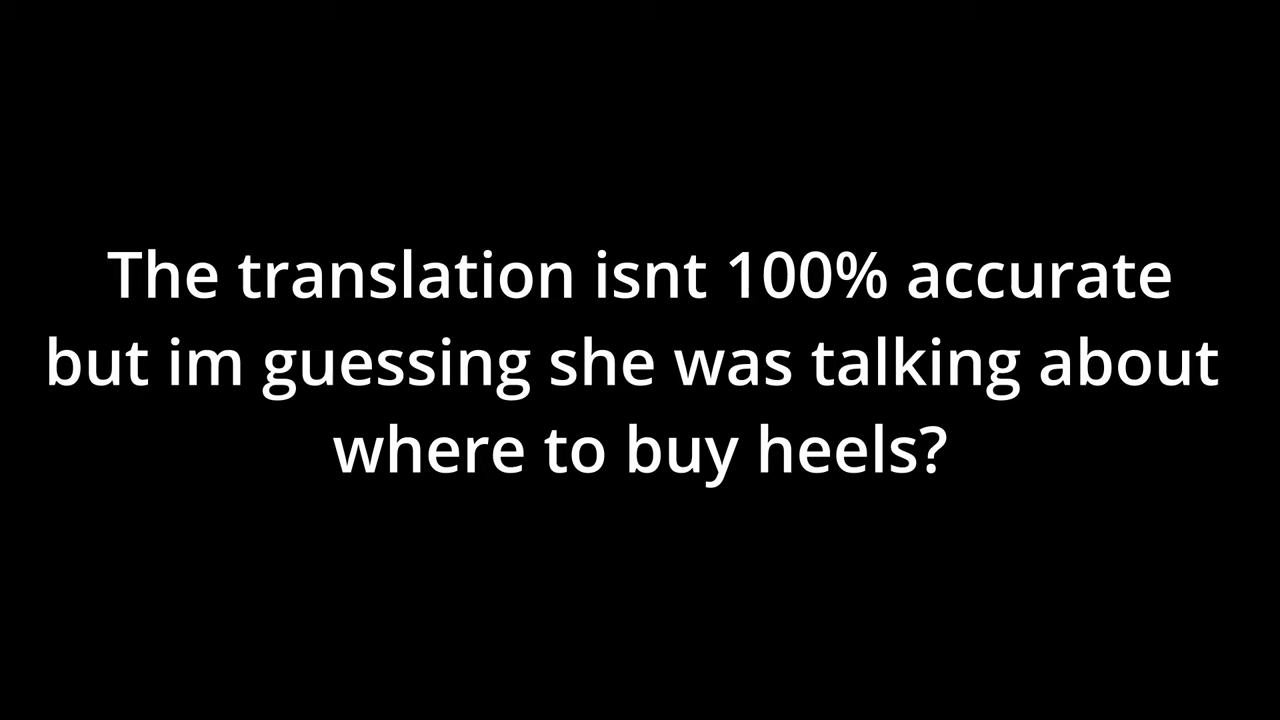 The translation isnt 100% accurate
but im guessing she was talking about
where to buy heels?